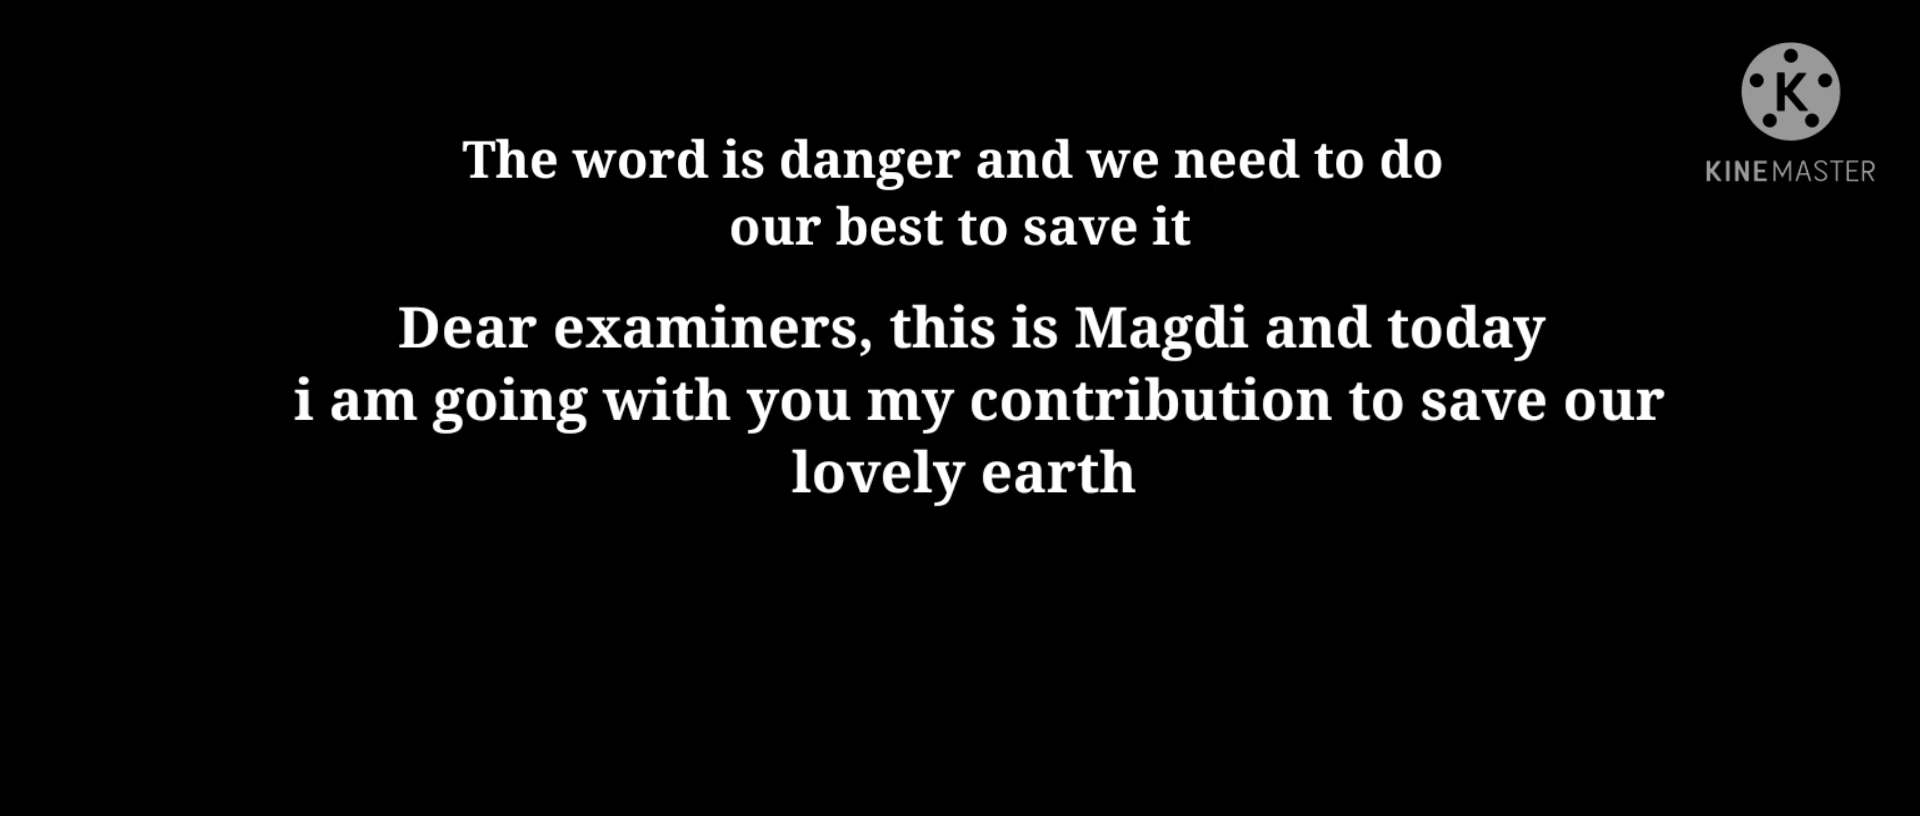 The word is danger and we need to do
our best to save it
Dear examiners, this is Magdi and today
i am going with you my contribution to save our
lovely earth
K
KINEMASTER